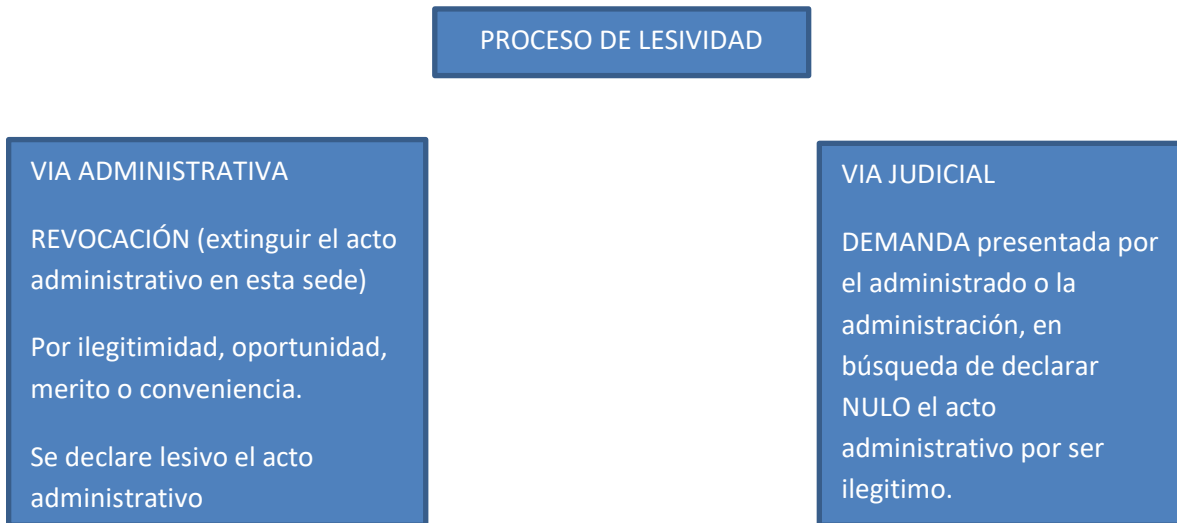 PROCESO DE LESIVIDAD
VIA ADMINISTRATIVA
REVOCACIÓN (extinguir el acto
administrativo en esta sede)
Por ilegitimidad, oportunidad,
merito o conveniencia.
Se declare lesivo el acto
administrativo
VIA JUDICIAL
DEMANDA presentada por
el administrado o la
administración, en
búsqueda de declarar
NULO el acto
administrativo por ser
ilegitimo.